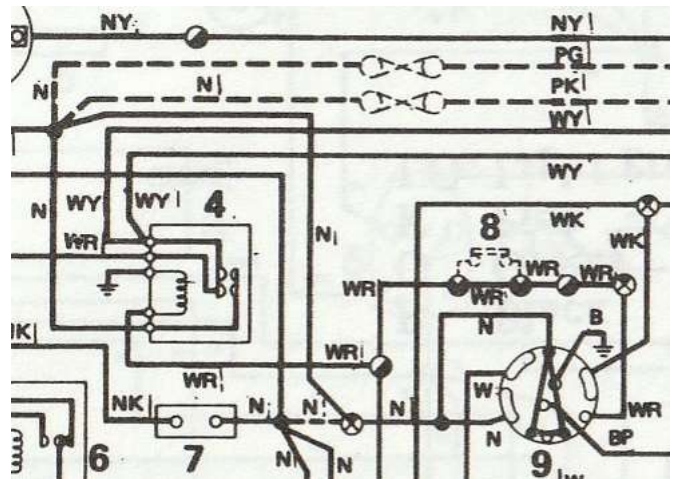 NY NY
PG
N N PK
WY
WY
N WY WY 4 WK
WR N 8 WK
WR WR WR
WR N B
NK WR
WR W
NK N N N WR
N BP
6 7 N N 9 W